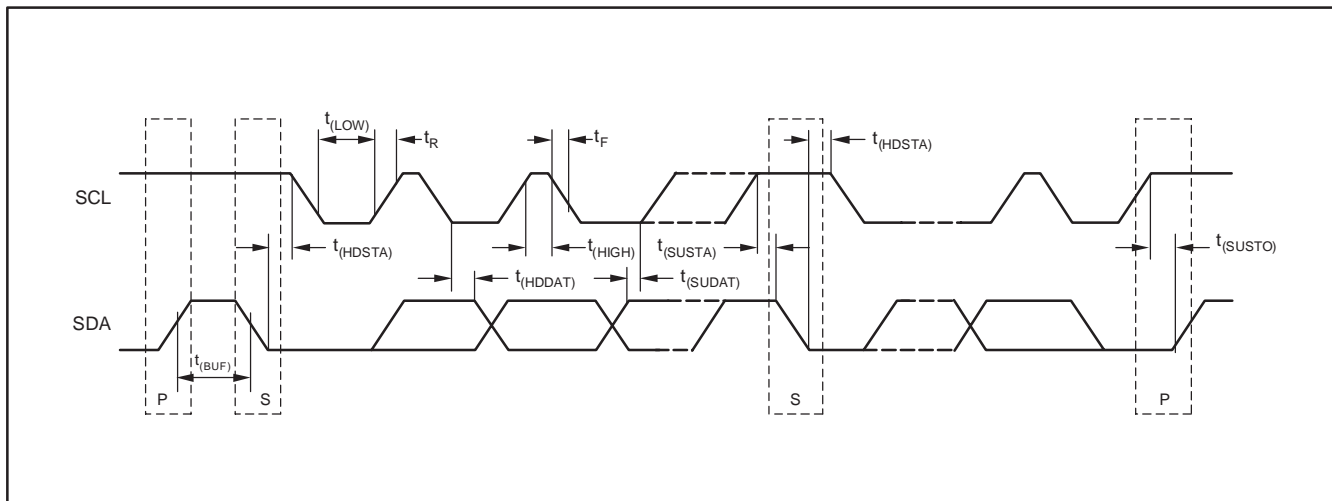 t(LOW)
tR
tF
t(HDSTA)
SCL
t(HDSTA)
t(HIGH)
t(SUSTA)
t(SUSTO)
t(HDDAT)
t(SUDAT)
SDA
t(BUF)
P
S
S
P